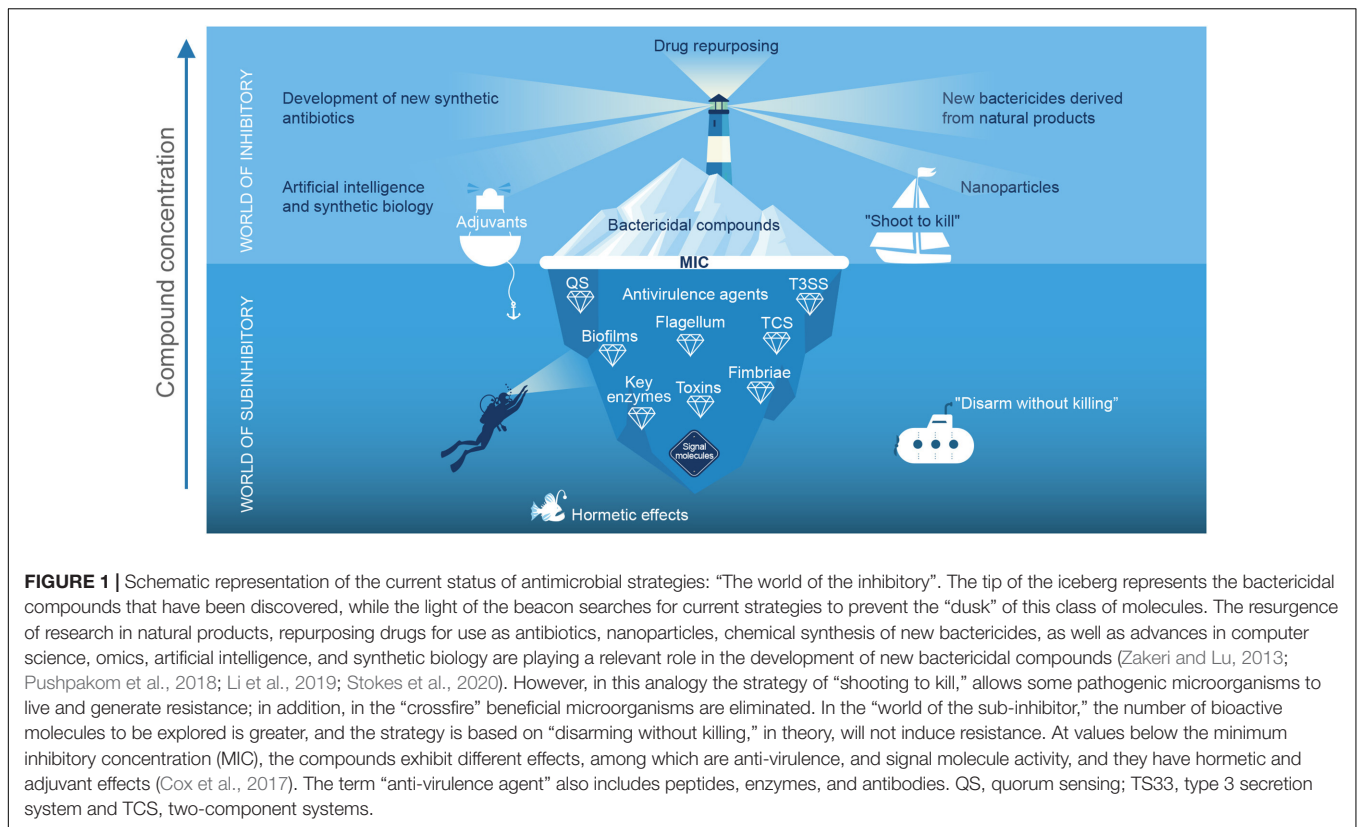 Compound concentration
WORLD OF INHIBITORY
WORLD OF SUBINHIBITORY
Drug repurposing
Development of new synthetic
antibiotics
New bactericides derived
from natural products
Artificial intelligence
and synthetic biology
Adjuvants
Nanoparticles
"Shoot to kill"
Bactericidal compounds
MIC
QS
Antivirulence agents
T3SS
Biofilms
Flagellum
TCS
Key
enzymes
Toxins
Fimbriae
Signal
molecules
"Disarm without killing”
Hormetic effects
FIGURE 1 | Schematic representation of the current status of antimicrobial strategies: “The world of the inhibitory”. The tip of the iceberg represents the bactericidal
compounds that have been discovered, while the light of the beacon searches for current strategies to prevent the “dusk” of this class of molecules. The resurgence
of research in natural products, repurposing drugs for use as antibiotics, nanoparticles, chemical synthesis of new bactericides, as well as advances in computer
science, omics, artificial intelligence, and synthetic biology are playing a relevant role in the development of new bactericidal compounds (Zakeri and Lu, 2013;
Pushpakom et al., 2018; Li et al., 2019; Stokes et al., 2020). However, in this analogy the strategy of “shooting to kill,” allows some pathogenic microorganisms to
live and generate resistance; in addition, in the “crossfire” beneficial microorganisms are eliminated. In the “world of the sub-inhibitor,” the number of bioactive
molecules to be explored is greater, and the strategy is based on “disarming without killing,” in theory, will not induce resistance. At values below the minimum
inhibitory concentration (MIC), the compounds exhibit different effects, among which are anti-virulence, and signal molecule activity, and they have hormetic and
adjuvant effects (Cox et al., 2017). The term “anti-virulence agent” also includes peptides, enzymes, and antibodies. QS, quorum sensing; TS33, type 3 secretion
system and TCS, two-component systems.